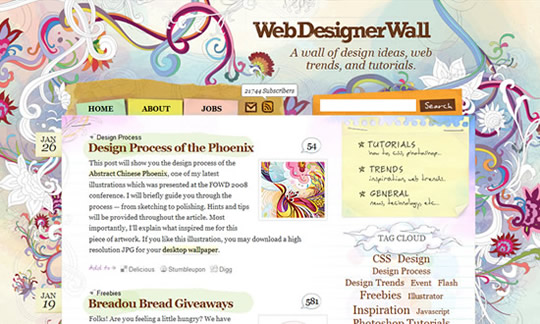 WebDesignerWall
A wall of design ideas, web
trends, and tutorials.
21744 Subscribers
HOME
ABOUT
JOBS
Search
JAN
26
Design Process
Design Process of the Phoenix
54
This post will show you the design process of the
Abstract Chinese Phoenix, one of my latest
illustrations which was presented at the FOWD 2008
conference. I will briefly guide you through the
process — from sketching to polishing. Hints and tips
will be provided throughout the article. Most
importantly, I'll explain what inspired me for this
piece of artwork. If you like this illustration, you may download a high
resolution JPG for your desktop wallpaper.
Add to »
Delicious
Stumbleupon
Digg
JAN
19
Freebies
Breadou Bread Giveaways
581
Folks! Are you feeling a little hungry? We have
TUTORIALS
how to, CSS, photoshop...
TRENDS
inspiration, web trends...
GENERAL
news, technology, etc..
TAG CLOUD
CSS Design
Design Process
Design Trends Event Flash
Freebies Illustrator
Inspiration Javascript
Photoshop Tutorials